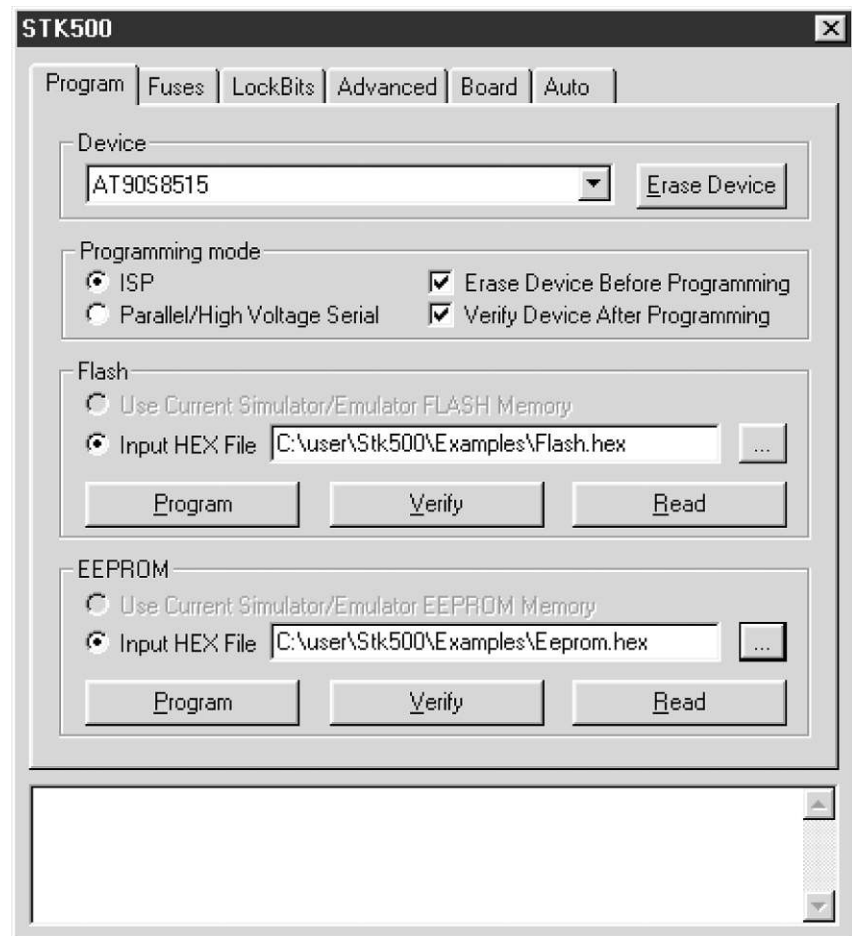 STK500
Program Fuses LockBits Advanced Board Auto
Device
AT90S8515 Erase Device
Programming mode
ISP Erase Device Before Programming
Parallel/High Voltage Serial Verify Device After Programming
Flash
Use Current Simulator/Emulator FLASH Memory
Input HEX File C:\user\Stk500\Examples\Flash.hex ...
Program Verify Read
EEPROM
Use Current Simulator/Emulator EEPROM Memory
Input HEX File C:\user\Stk500\Examples\Eeprom.hex ...
Program Verify Read